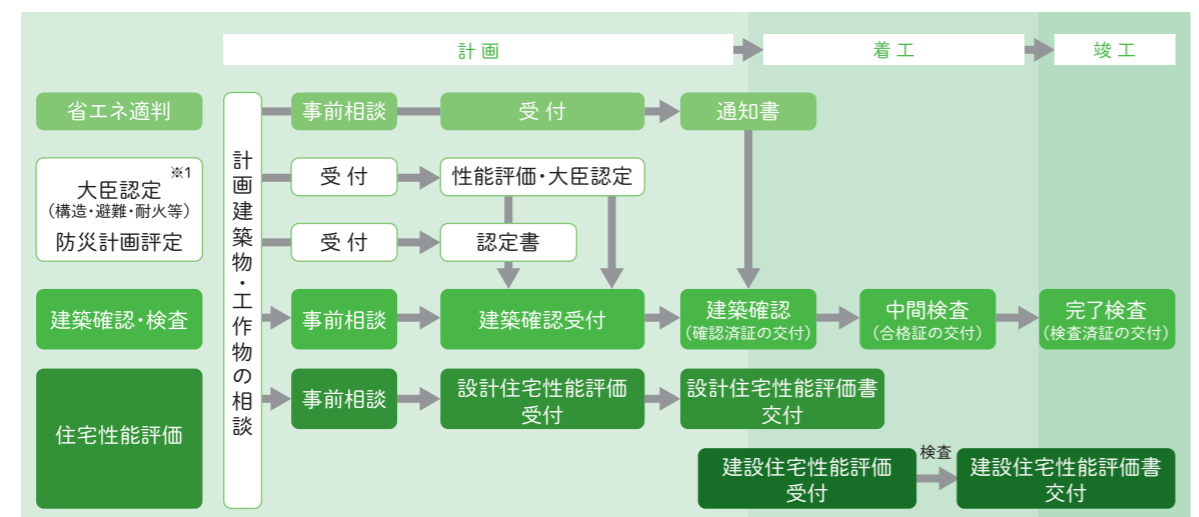 計画
着工
竣工
省エネ適判
事前相談
受付
通知書
※1
大臣認定
（構造・避難・耐火等）
防災計画評定
計画建築物・工作物の相談
受付
性能評価・大臣認定
受付
認定書
建築確認・検査
事前相談
建築確認受付
建築確認
（確認済証の交付）
中間検査
（合格証の交付）
完了検査
（検査済証の交付）
住宅性能評価
事前相談
設計住宅性能評価
受付
設計住宅性能評価書
交付
建設住宅性能評価
受付
検査
建設住宅性能評価書
交付